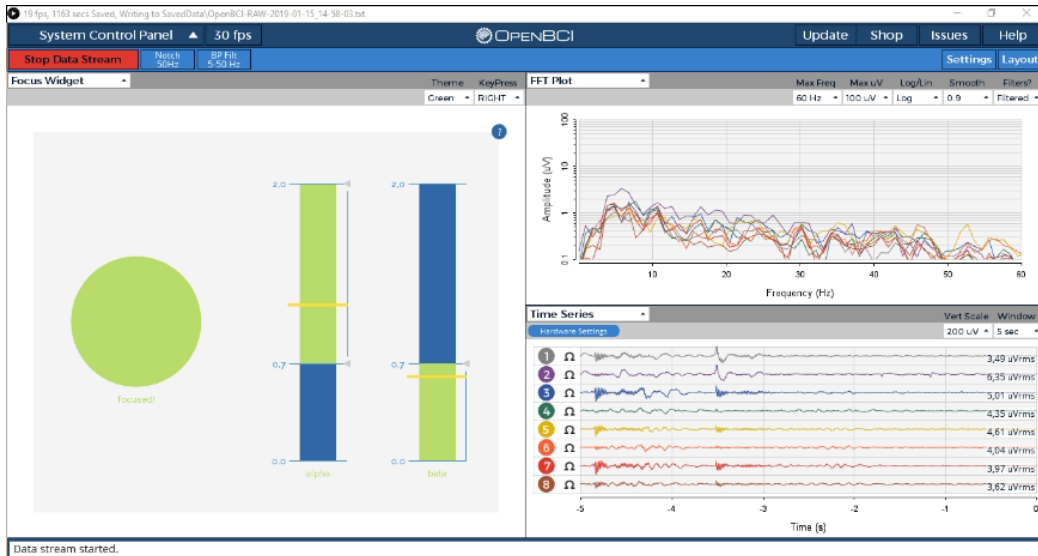 19 fps, 1163 secs Saved, Writing to SavedData\OpenBCI-RAW-2019-01-15_14-58-03.txt
System Control Panel 30 fps OPENBCI Update Shop Issues Help
Stop Data Stream Notch 50Hz BP Filt 5-50 Hz Settings Layout
Focus Widget
Theme KeyPress
Green RIGHT
?
2.0 2.0
0.7 0.7
focused!
0.0 0.0
alpha beta
FFT Plot
Max Freq Max uV Log/Lin Smooth Filters?
60 Hz 100 uV Log 0.9 Filtered
Amplitude (uV)
100
10
1
0.1
10 20 30 40 50 60
Frequency (Hz)
Time Series
Vert Scale Window
Hardware Settings 200 uV 5 sec
1 Ω 3,49 uVrms
2 Ω 6,35 uVrms
3 Ω 5,01 uVrms
4 Ω 4,35 uVrms
5 Ω 4,61 uVrms
6 Ω 4,04 uVrms
7 Ω 3,97 uVrms
8 Ω 3,62 uVrms
-5 -4 -3 -2 -1 0
Time (s)
Data stream started.